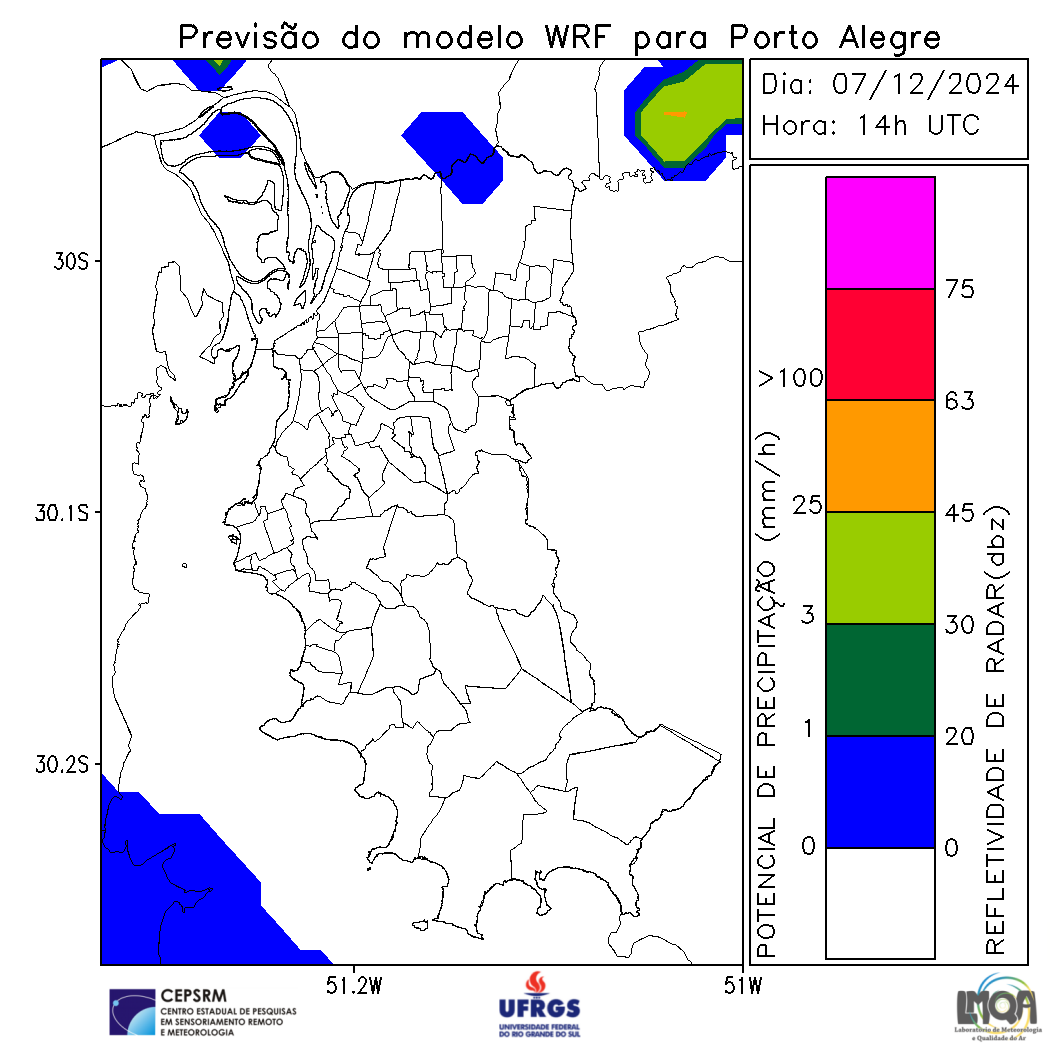 Previsão do modelo WRF para Porto Alegre
Dia: 07/12/2024
Hora: 14h UTC
30S
30.1S
30.2S
51.2W
51W
POTENCIAL DE PRECIPITAÇÃO (mm/h)
>100
25
3
1
0
75
63
45
30
20
0
REFLETIVIDADE DE RADAR(dbz)
CEPSRM
CENTRO ESTADUAL DE PESQUISAS
EM SENSORIAMENTO REMOTO
E METEOROLOGIA
UFRGS
UNIVERSIDADE FEDERAL
DO RIO GRANDE DO SUL
LMQA
Laboratório de Meteorologia
e Qualidade do Ar